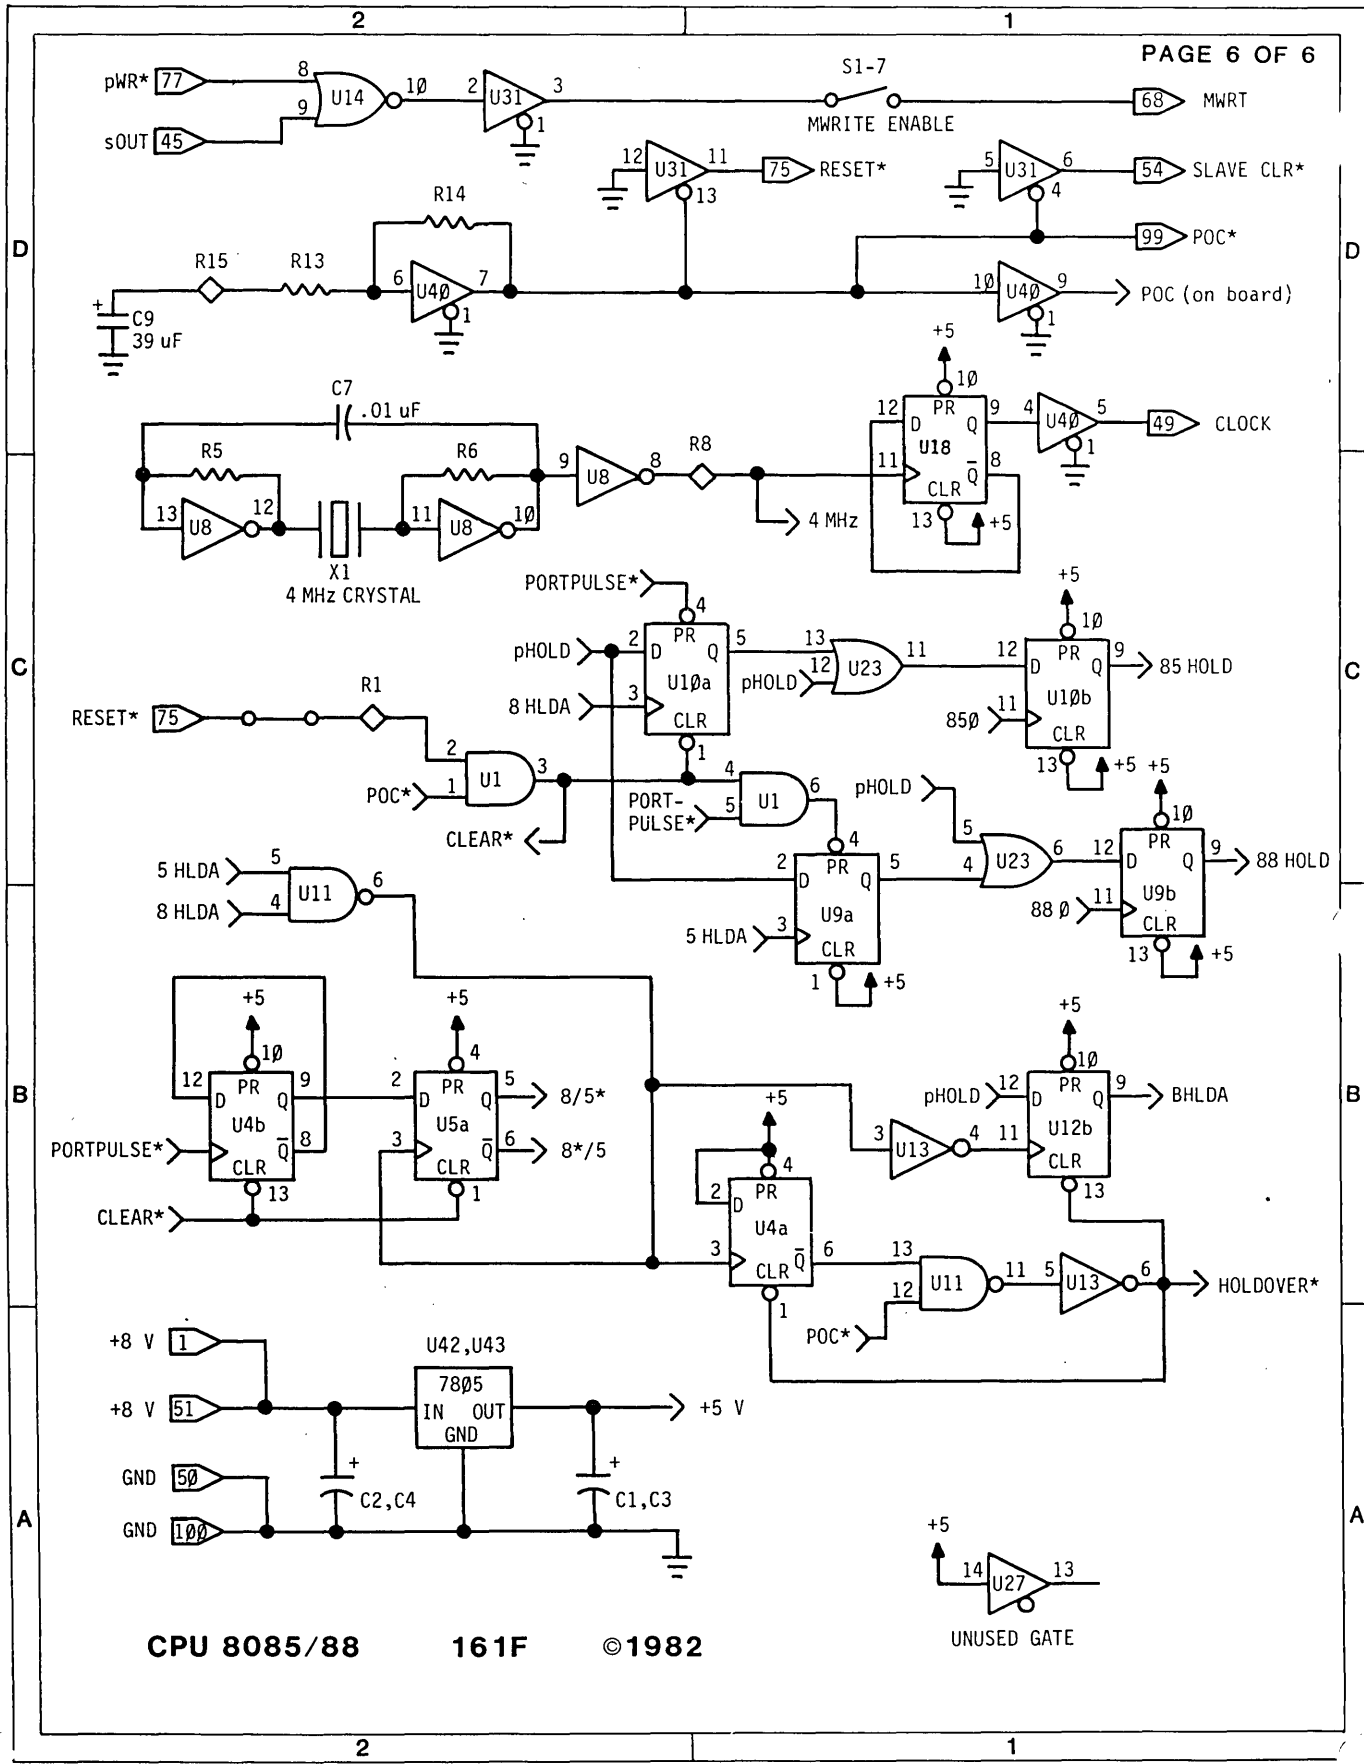 2 1
PAGE 6 OF 6
pWR* 77 8 U14 10 2 U31 3 S1-7 68 MWRT
9 1 MWRITE ENABLE
sOUT 45
12 U31 11 75 RESET* 5 U31 6 54 SLAVE CLR*
13 4
R14
D 99 POC* D
R15 R13 6 U40 7 10 U40 9 POC (on board)
1 1
+ C9
39 uF
+5
10
C7
.01 uF
12 D PR Q 9 4 U40 5 49 CLOCK
U18 1
R5 R6 9 U8 8 R8 11 Q 8
CLR
13 U8 12 11 U8 10 4 MHz 13 +5
X1
4 MHz CRYSTAL
PORTPULSE* 4 +5
10
pHOLD 2 D PR Q 5 13 U23 11 12 D PR Q 9 85 HOLD
C U10a pHOLD 12 U10b C
8 HLDA 3 850 11
CLR CLR
1 13 +5
RESET* 75 R1
2 U1 3 4 U1 6
POC* 1 PORT-
PULSE* 5
CLEAR*
pHOLD +5
4 5 10
5 HLDA 5 U11 6 2 D PR Q 5 4 U23 6 12 D PR Q 9 88 HOLD
8 HLDA 4 U9a U9b
5 HLDA 3 88 0 11
CLR CLR
1 +5 13 +5
+5 +5 +5
10 4 10
B 12 D PR Q 9 2 D PR Q 5 8/5* pHOLD 12 D PR Q 9 BHLDA B
U4b U5a +5 U12b
PORTPULSE* Q 8 3 Q 6 8*/5 3 U13 4 11
CLR CLR CLR
13 1 13
CLEAR*
4
2 D PR
U4a
3 CLR Q 6 13 U11 11 5 U13 6 HOLDOVER*
1 12
POC*
+8 V 1 U42,U43
7805
+8 V 51 IN OUT +5 V
GND
GND 50 + C2,C4 + C1,C3
A GND 100 A
+5
14 U27 13
UNUSED GATE
CPU 8085/88 161F ©1982
2 1